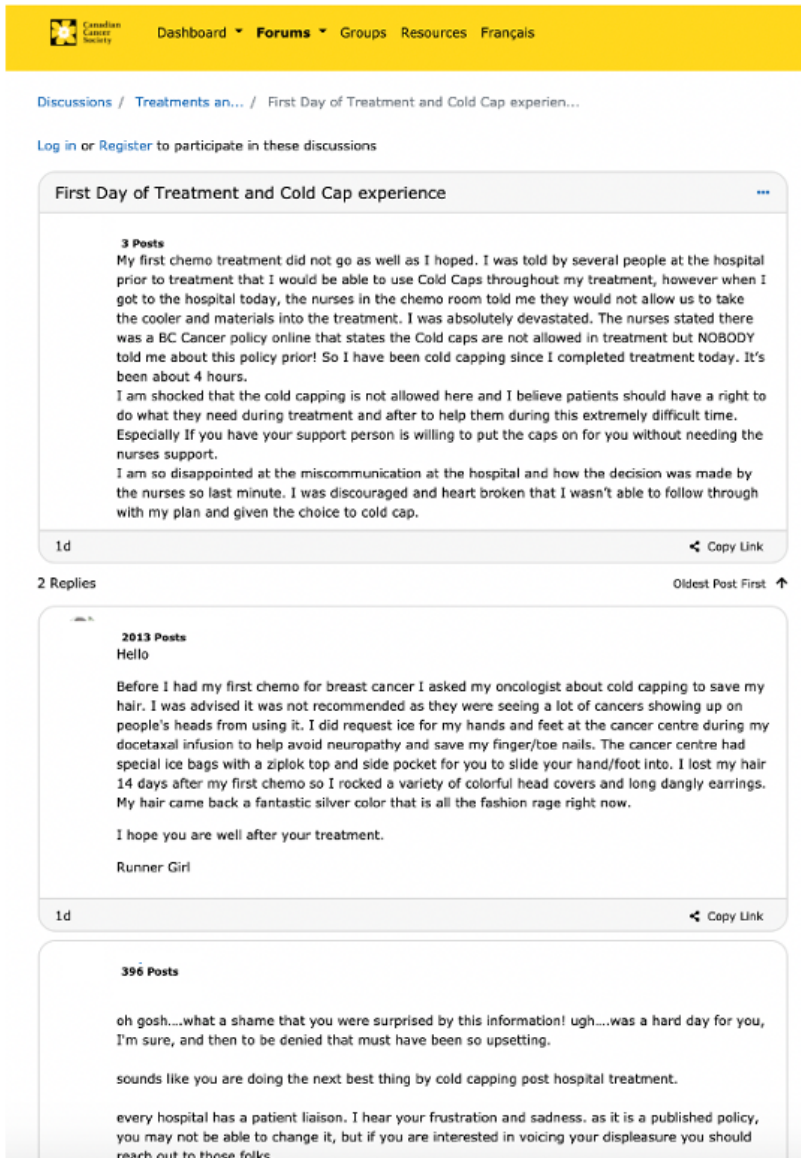 Canadian
Cancer
Society
Dashboard Forums Groups Resources Français
Discussions / Treatments an... / First Day of Treatment and Cold Cap experien...
Log in or Register to participate in these discussions
First Day of Treatment and Cold Cap experience
3 Posts
My first chemo treatment did not go as well as I hoped. I was told by several people at the hospital
prior to treatment that I would be able to use Cold Caps throughout my treatment, however when I
got to the hospital today, the nurses in the chemo room told me they would not allow us to take
the cooler and materials into the treatment. I was absolutely devastated. The nurses stated there
was a BC Cancer policy online that states the Cold caps are not allowed in treatment but NOBODY
told me about this policy prior! So I have been cold capping since I completed treatment today. It's
been about 4 hours.
I am shocked that the cold capping is not allowed here and I believe patients should have a right to
do what they need during treatment and after to help them during this extremely difficult time.
Especially If you have your support person is willing to put the caps on for you without needing the
nurses support.
I am so disappointed at the miscommunication at the hospital and how the decision was made by
the nurses so last minute. I was discouraged and heart broken that I wasn't able to follow through
with my plan and given the choice to cold cap.
1d Copy Link
2 Replies Oldest Post First
2013 Posts
Hello
Before I had my first chemo for breast cancer I asked my oncologist about cold capping to save my
hair. I was advised it was not recommended as they were seeing a lot of cancers showing up on
people's heads from using it. I did request ice for my hands and feet at the cancer centre during my
docetaxal infusion to help avoid neuropathy and save my finger/toe nails. The cancer centre had
special ice bags with a ziplok top and side pocket for you to slide your hand/foot into. I lost my hair
14 days after my first chemo so I rocked a variety of colorful head covers and long dangly earrings.
My hair came back a fantastic silver color that is all the fashion rage right now.
I hope you are well after your treatment.
Runner Girl
1d Copy Link
396 Posts
oh gosh....what a shame that you were surprised by this information! ugh....was a hard day for you,
I'm sure, and then to be denied that must have been so upsetting.
sounds like you are doing the next best thing by cold capping post hospital treatment.
every hospital has a patient liaison. I hear your frustration and sadness. as it is a published policy,
you may not be able to change it, but if you are interested in voicing your displeasure you should
reach out to those folks